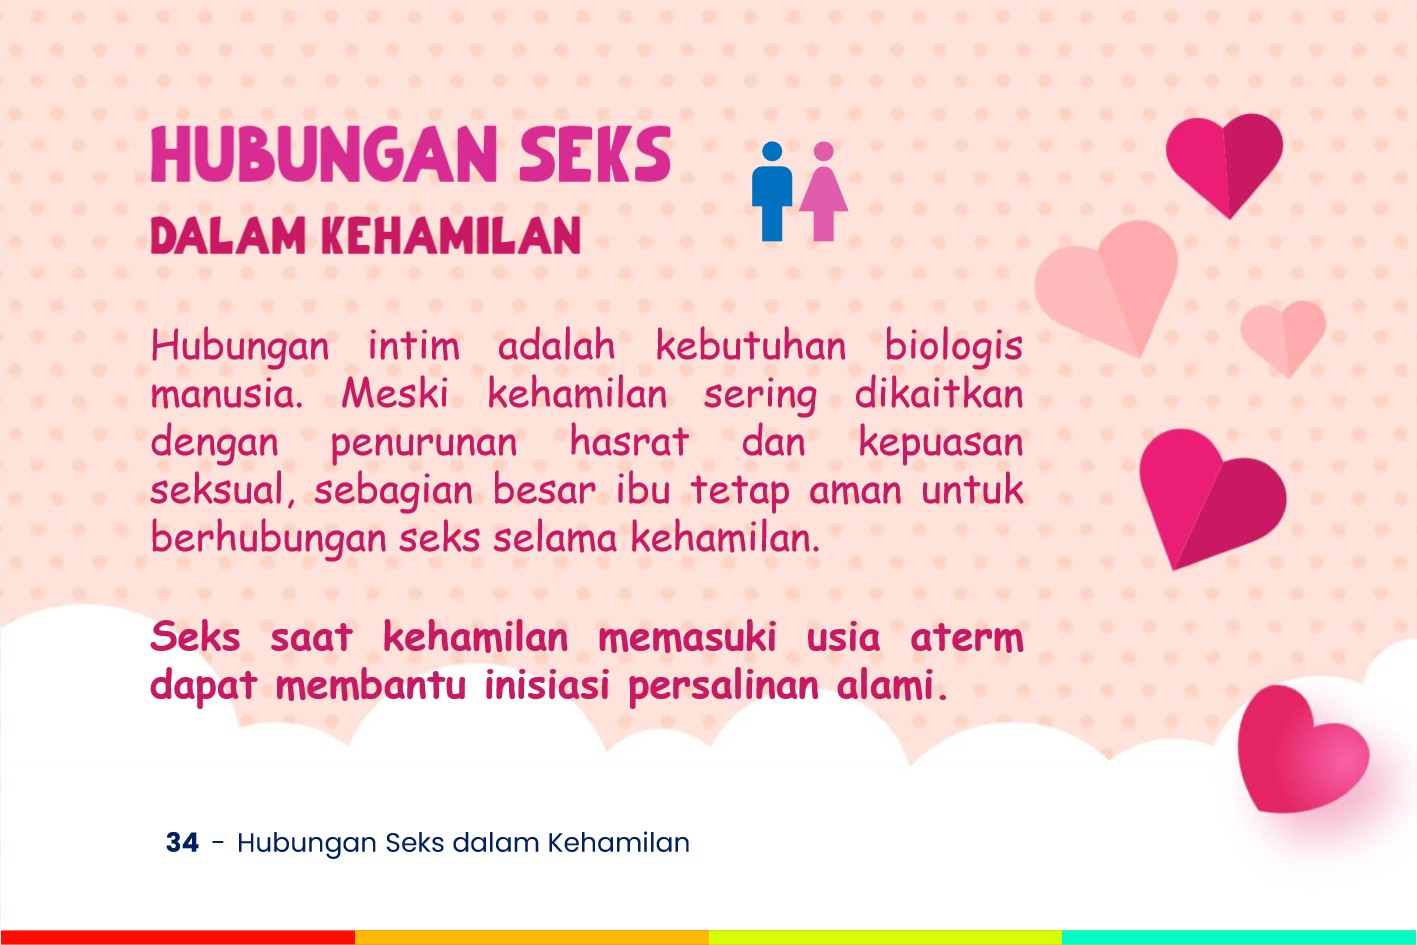 HUBUNGAN SEKS
DALAM KEHAMILAN
Hubungan intim adalah kebutuhan biologis
manusia. Meski kehamilan sering dikaitkan
dengan penurunan hasrat dan kepuasan
seksual, sebagian besar ibu tetap aman untuk
berhubungan seks selama kehamilan.
Seks saat kehamilan memasuki usia aterm
dapat membantu inisiasi persalinan alami.
34 - Hubungan Seks dalam Kehamilan